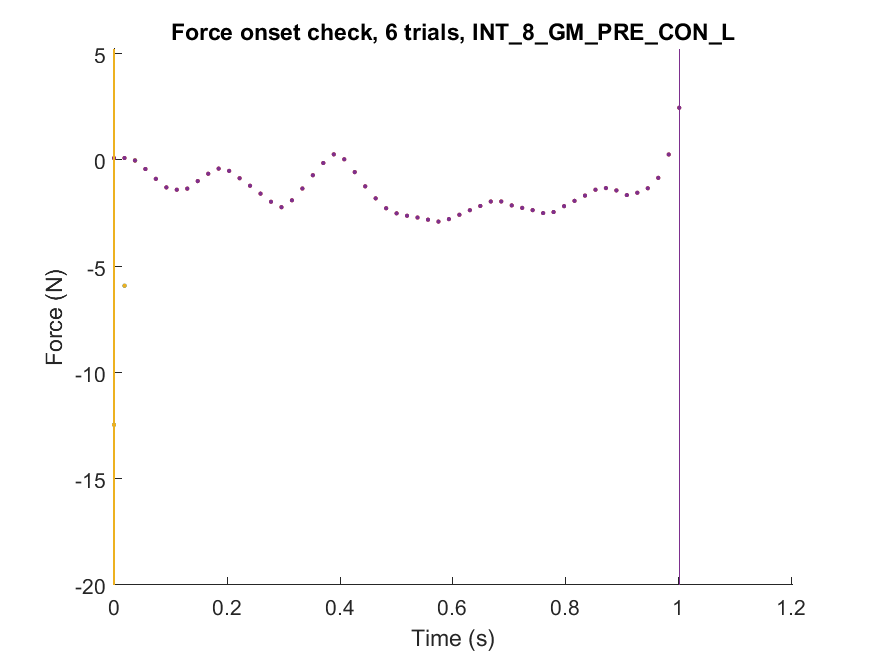 Force onset check, 6 trials, INT_8_GM_PRE_CON_L
5
0
-5
-10
-15
-20
Force (N)
0 0.2 0.4 0.6 0.8 1 1.2
Time (s)